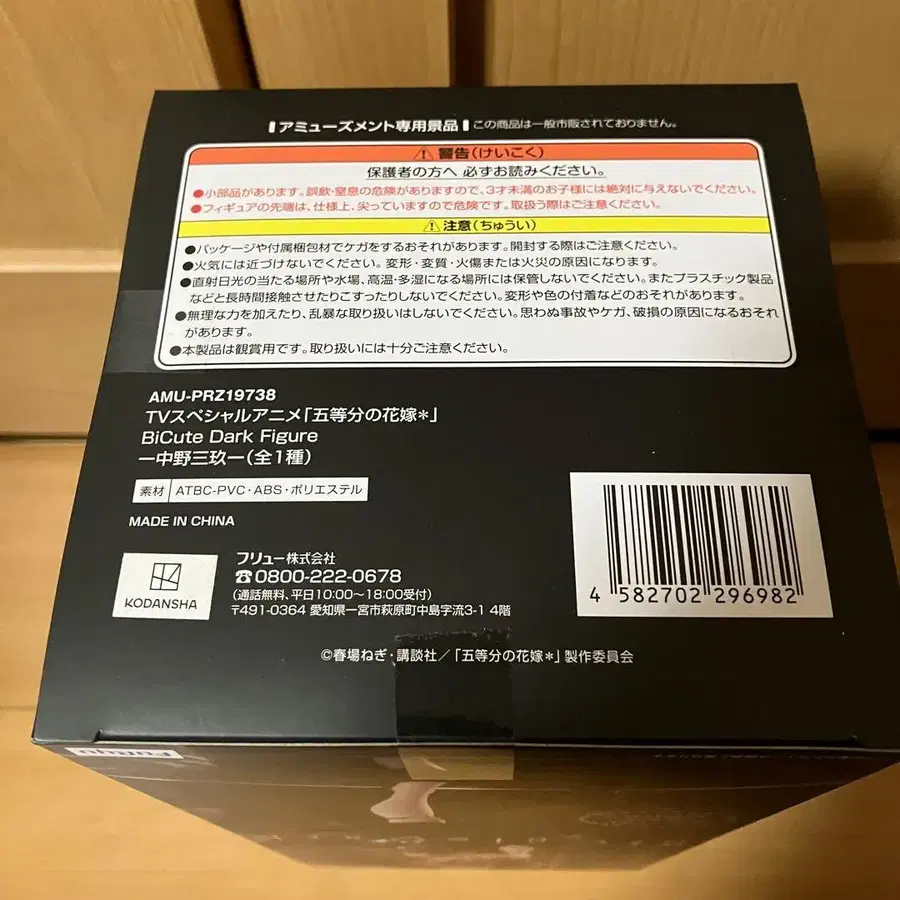 アミューズメント専用景品 この商品は一般市販されておりません。
⚠警告(けいこく)
保護者の方へ 必ずお読みください。
●小部品があります。誤飲・窒息の危険がありますので、3才未満のお子様には絶対に与えないでください。
●フィギュアの先端は、仕様上、尖っていますので危険です。取扱う際はご注意ください。
⚠注意(ちゅうい)
●パッケージや付属梱包材でケガをするおそれがあります。開封する際はご注意ください。
●火気には近づけないでください。変形・変質・火傷または火災の原因になります。
●直射日光の当たる場所や水場、高温・多湿になる場所には保管しないでください。またプラスチック製品
などと長時間接触させたりこすったりしないでください。変形や色の付着などのおそれがあります。
●無理な力を加えたり、乱暴な取り扱いはしないでください。思わぬ事故やケガ、破損の原因になるおそれ
があります。
●本製品は観賞用です。取り扱いには十分ご注意ください。
AMU-PRZ19738
TVスペシャルアニメ「五等分の花嫁＊」
BiCute Dark Figure
ー中野三玖ー(全1種)
素材 ATBC-PVC・ABS・ポリエステル
MADE IN CHINA
KODANSHA
フリュー株式会社
☎0800-222-0678
(通話無料、平日10:00〜18:00受付)
〒491-0364 愛知県一宮市萩原町中島字流3-1 4階
4 582702 296982
©春場ねぎ・講談社／「五等分の花嫁＊」製作委員会